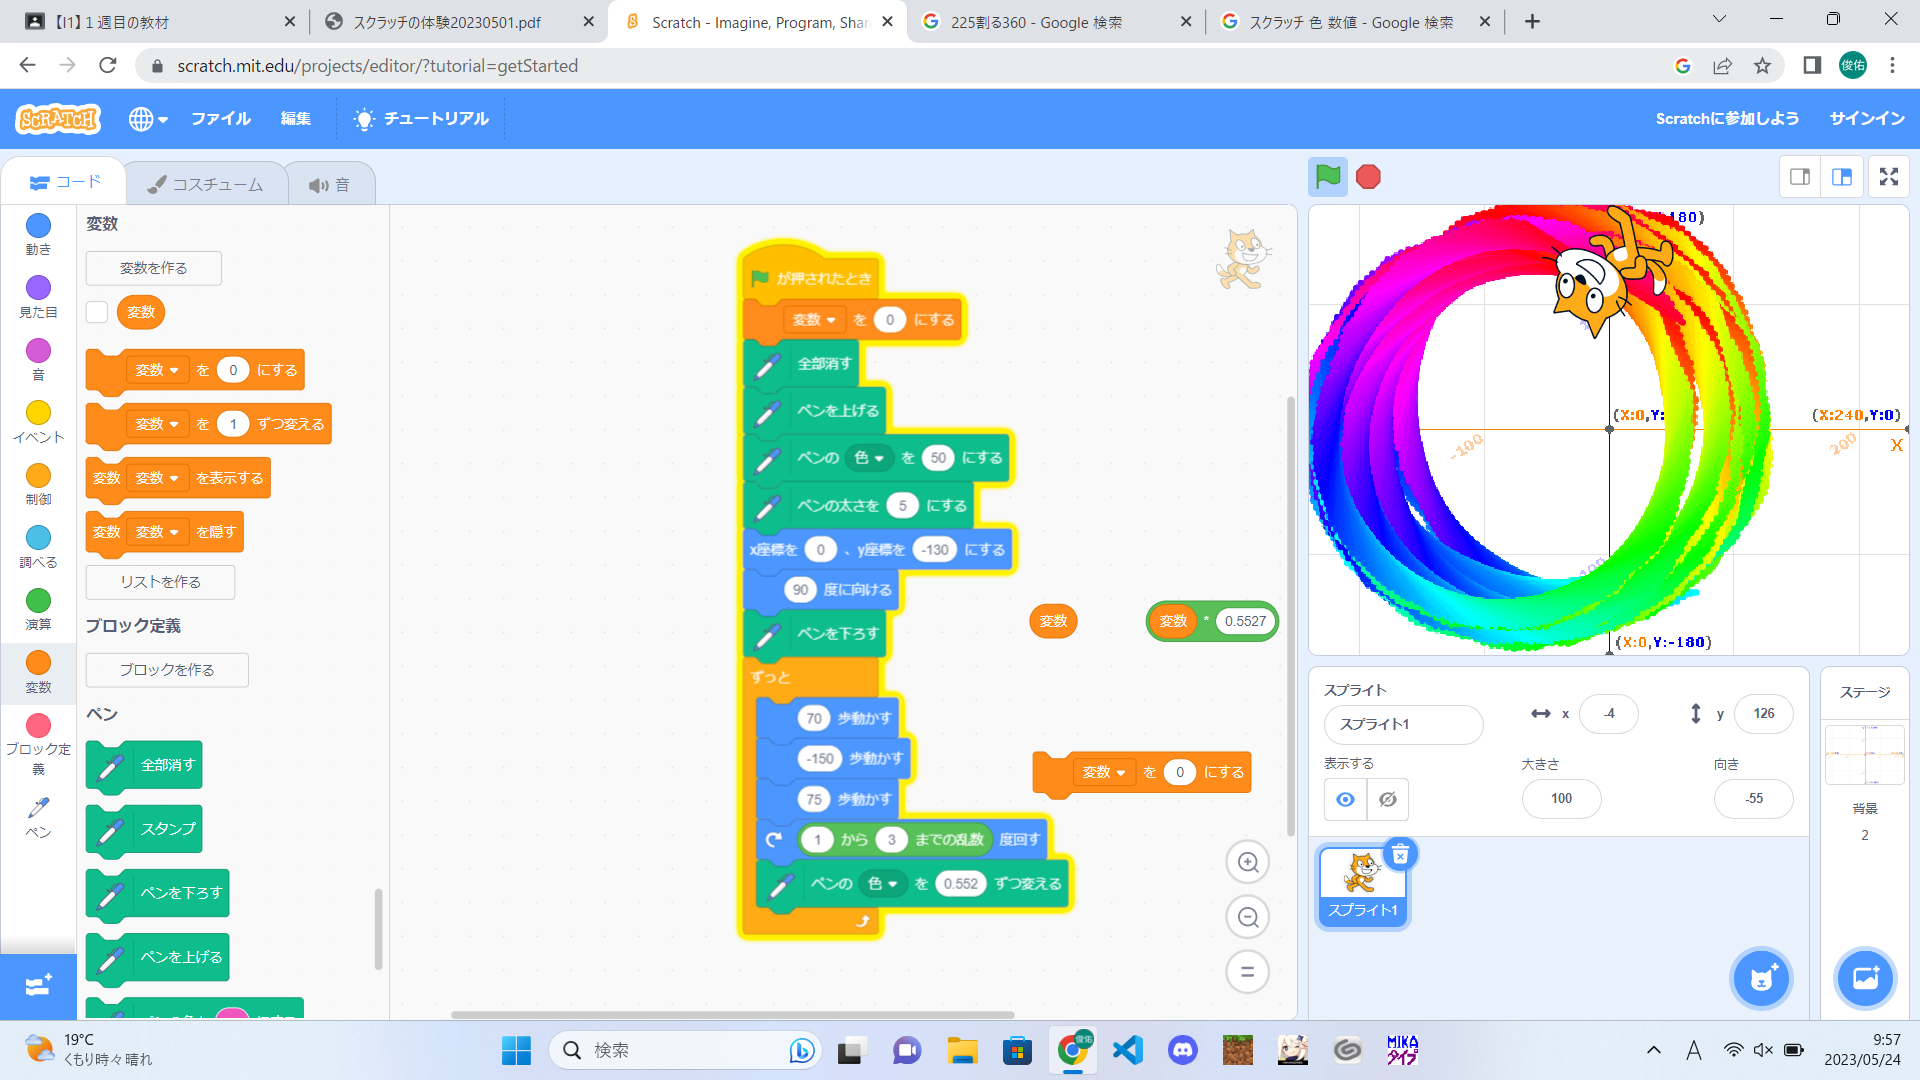 【I1】１週目の教材
スクラッチの体験20230501.pdf
Scratch - Imagine, Program, Shar
225割る360 - Google 検索
スクラッチ 色 数値 - Google 検索
scratch.mit.edu/projects/editor/?tutorial=getStarted
俊佑
SCRATCH
ファイル
編集
チュートリアル
Scratchに参加しよう
サインイン
コード
コスチューム
音
動き
見た目
音
イベント
制御
調べる
演算
変数
ブロック定
義
ペン
変数
変数を作る
変数
変数 を 0 にする
変数 を 1 ずつ変える
変数 変数 を表示する
変数 変数 を隠す
リストを作る
ブロック定義
ブロックを作る
ペン
全部消す
スタンプ
ペンを下ろす
ペンを上げる
が押されたとき
変数 を 0 にする
全部消す
ペンを上げる
ペンの 色 を 50 にする
ペンの太さを 5 にする
x座標を 0 、y座標を -130 にする
90 度に向ける
ペンを下ろす
ずっと
70 歩動かす
-150 歩動かす
75 歩動かす
1 から 3 までの乱数 度回す
ペンの 色 を 0.552 ずつ変える
変数
変数 * 0.5527
変数 を 0 にする
180)
(X:0,Y:
(X:240,Y:0)
-100
200
X
(X:0,Y:-180)
スプライト
スプライト1
x -4
y 126
表示する
大きさ
100
向き
-55
スプライト1
ステージ
背景
2
19°C
くもり時々晴れ
検索
俊佑
MIKA
タイプ
A
9:57
2023/05/24